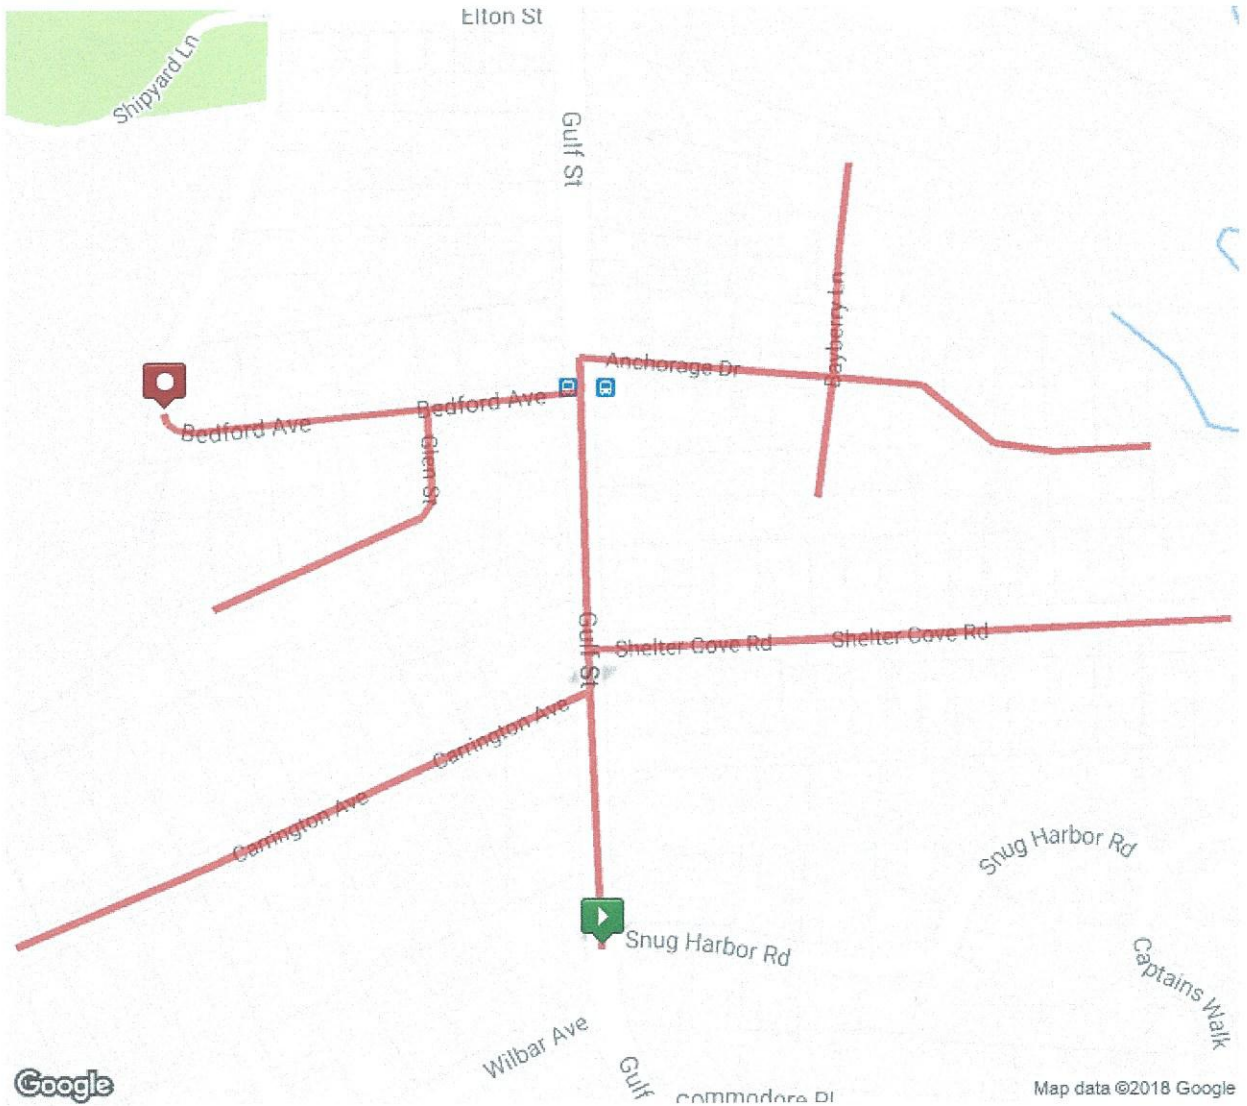 Elton St
Shipyard Ln
Gulf St
Bayberry Ln
Anchorage Dr
Bedford Ave
Bedford Ave
Glen St
Gulf St
Shelter Cove Rd
Shelter Cove Rd
Carrington Ave
Carrington Ave
Snug Harbor Rd
Snug Harbor Rd
Captains Walk
Wilbar Ave
Gulf
commodore Pl
Google
Map data ©2018 Google